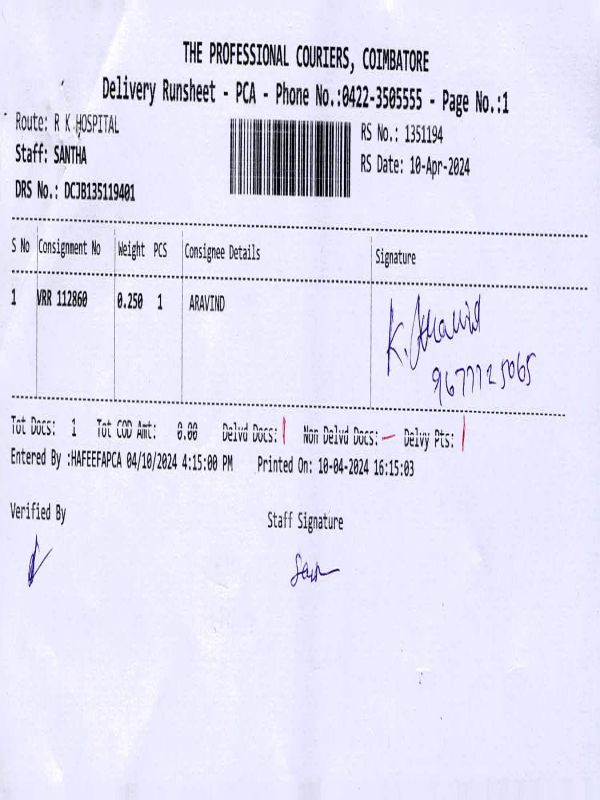 THE PROFESSIONAL COURIERS, COIMBATORE
Delivery Runsheet - PCA - Phone No.:0422-3505555 - Page No.:1
Route: R K HOSPITAL
RS No.: 1351194
Staff: SANTHA
RS Date: 10-Apr-2024
DRS No.: DCJB135119401
S No Consignment No Weight PCS Consignee Details Signature
1 VRR 112860 0.250 1 ARAVIND
9677125065
Tot Docs: 1 Tot COD Amt: 0.00 Delvd Docs: | Non Delvd Docs: — Delvy Pts: |
Entered By :HAFEEFAPCA 04/10/2024 4:15:00 PM Printed On: 10-04-2024 16:15:03
Verified By Staff Signature